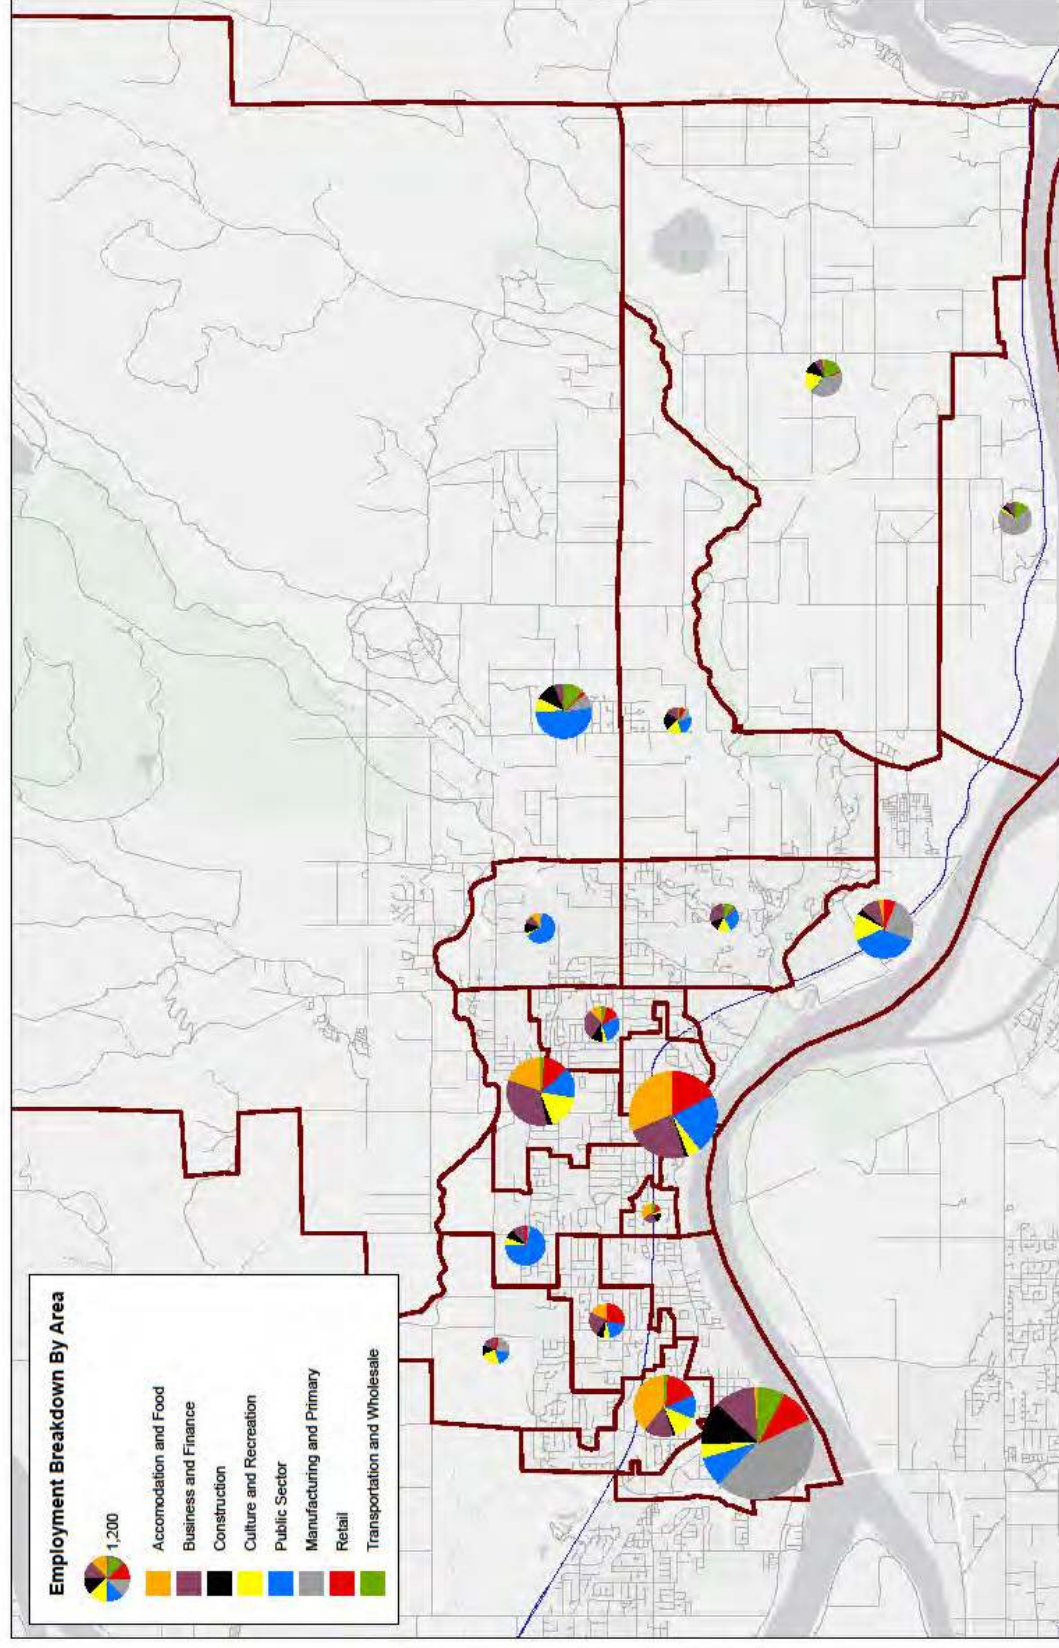 Employment Breakdown By Area
1,200
Accomodation and Food
Business and Finance
Construction
Culture and Recreation
Public Sector
Manufacturing and Primary
Retail
Transportation and Wholesale